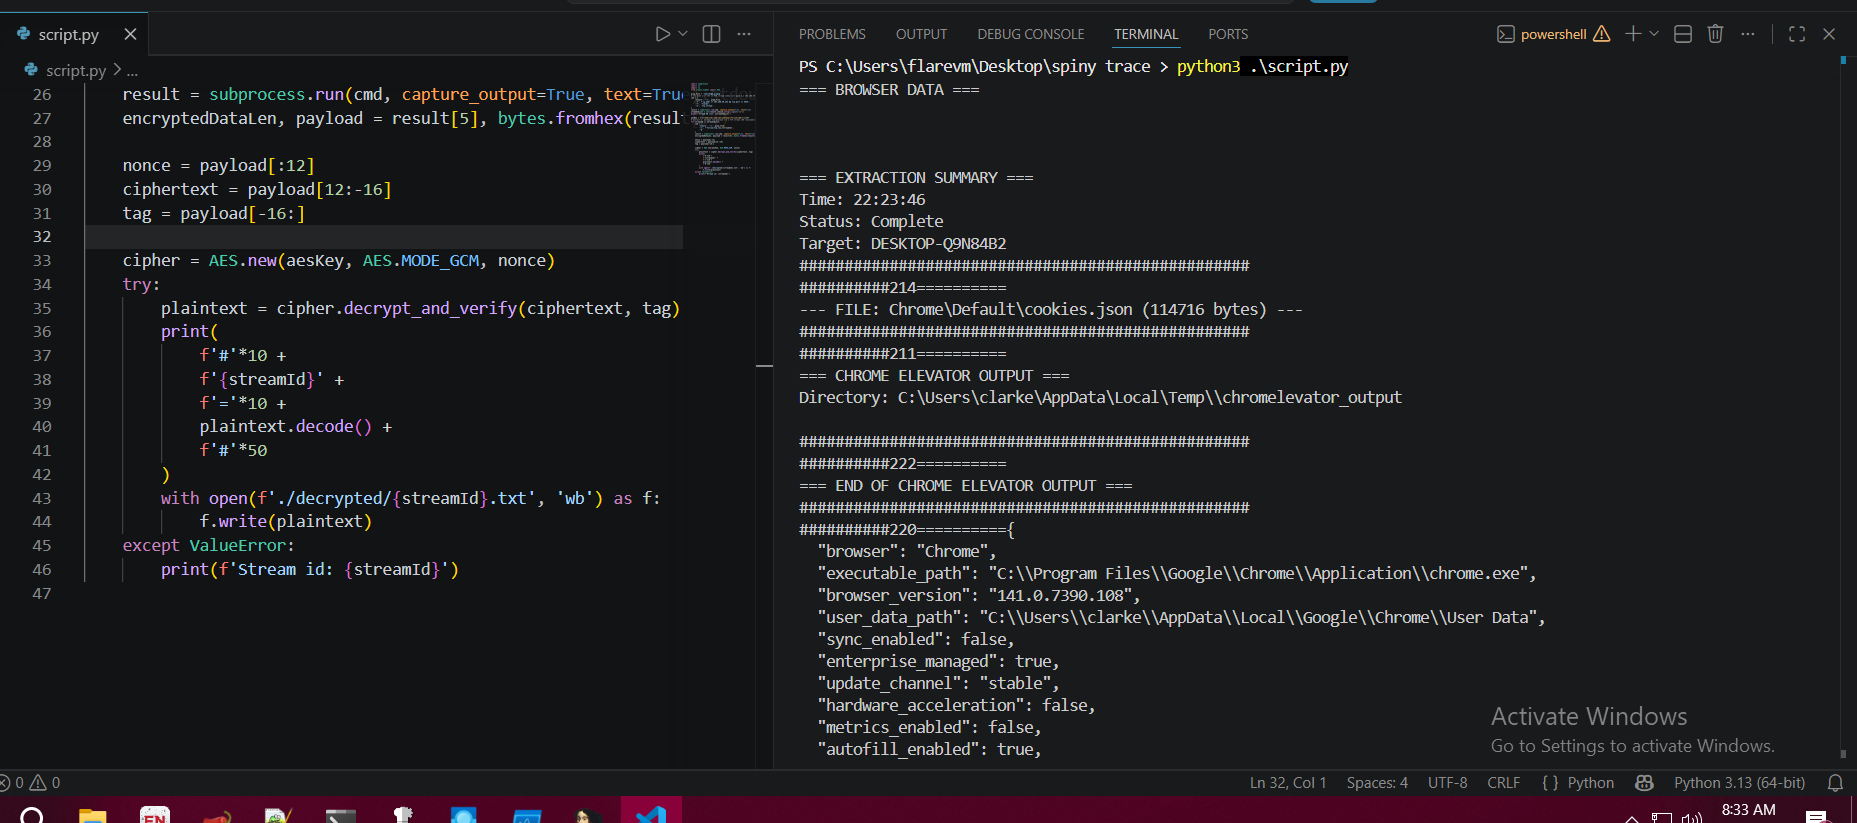 script.py
script.py > ...
26 result = subprocess.run(cmd, capture_output=True, text=True
27 encryptedDataLen, payload = result[5], bytes.fromhex(result
28
29 nonce = payload[:12]
30 ciphertext = payload[12:-16]
31 tag = payload[-16:]
32
33 cipher = AES.new(aesKey, AES.MODE_GCM, nonce)
34 try:
35 plaintext = cipher.decrypt_and_verify(ciphertext, tag)
36 print(
37 f'#'*10 +
38 f'{streamId}' +
39 f'='*10 +
40 plaintext.decode() +
41 f'#'*50
42 )
43 with open(f'./decrypted/{streamId}.txt', 'wb') as f:
44 f.write(plaintext)
45 except ValueError:
46 print(f'Stream id: {streamId}')
47
PROBLEMS OUTPUT DEBUG CONSOLE TERMINAL PORTS
powershell
PS C:\Users\flarevm\Desktop\spiny trace > python3 .\script.py
=== BROWSER DATA ===
=== EXTRACTION SUMMARY ===
Time: 22:23:46
Status: Complete
Target: DESKTOP-Q9N84B2
##################################################
##########214==========
--- FILE: Chrome\Default\cookies.json (114716 bytes) ---
##################################################
##########211==========
=== CHROME ELEVATOR OUTPUT ===
Directory: C:\Users\clarke\AppData\Local\Temp\\chromelevator_output
##################################################
##########222==========
=== END OF CHROME ELEVATOR OUTPUT ===
##################################################
##########220=========={
"browser": "Chrome",
"executable_path": "C:\\Program Files\\Google\\Chrome\\Application\\chrome.exe",
"browser_version": "141.0.7390.108",
"user_data_path": "C:\\Users\\clarke\\AppData\\Local\\Google\\Chrome\\User Data",
"sync_enabled": false,
"enterprise_managed": true,
"update_channel": "stable",
"hardware_acceleration": false,
"metrics_enabled": false,
"autofill_enabled": true,
Activate Windows
Go to Settings to activate Windows.
0 0
Ln 32, Col 1 Spaces: 4 UTF-8 CRLF { } Python Python 3.13 (64-bit)
EN
8:33 AM